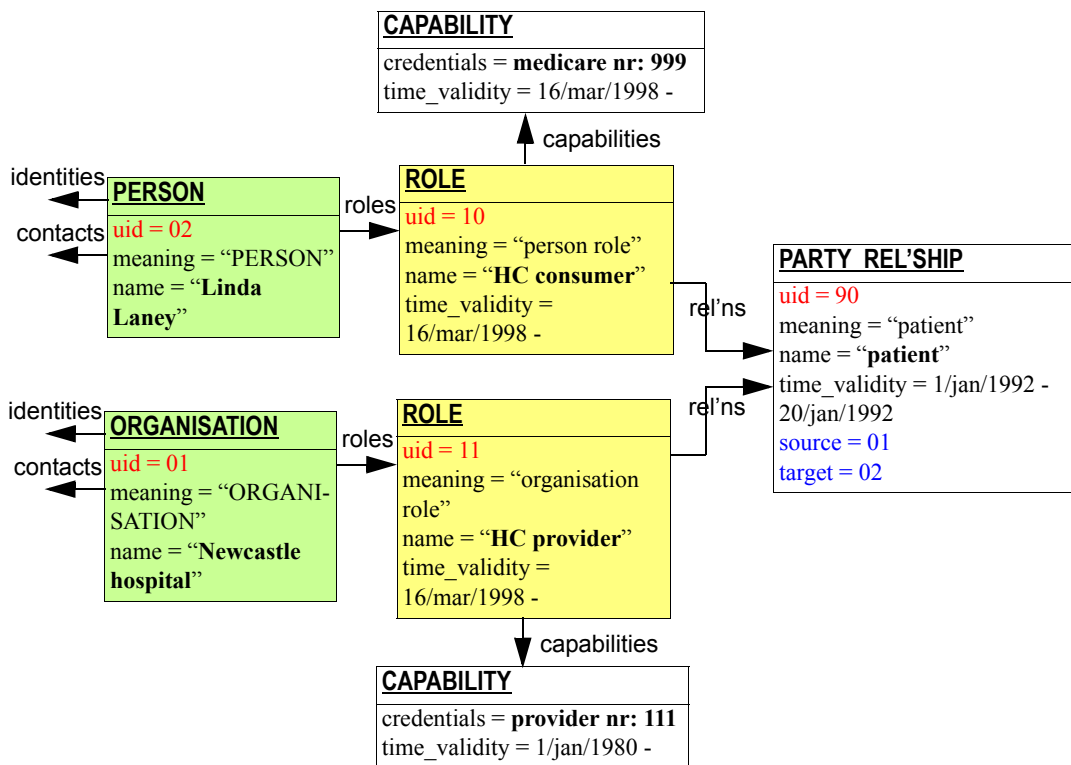 CAPABILITY
credentials = medicare nr: 999
time_validity = 16/mar/1998 -
capabilities
identities
contacts
PERSON
uid = 02
meaning = “PERSON”
name = “Linda
Laney”
roles
ROLE
uid = 10
meaning = “person role”
name = “HC consumer”
time_validity =
16/mar/1998 -
rel’ns
PARTY REL’SHIP
uid = 90
meaning = “patient”
name = “patient”
time_validity = 1/jan/1992 -
20/jan/1992
source = 01
target = 02
identities
contacts
ORGANISATION
uid = 01
meaning = “ORGANI-
SATION”
name = “Newcastle
hospital”
roles
ROLE
uid = 11
meaning = “organisation
role”
name = “HC provider”
time_validity =
16/mar/1998 -
rel’ns
capabilities
CAPABILITY
credentials = provider nr: 111
time_validity = 1/jan/1980 -